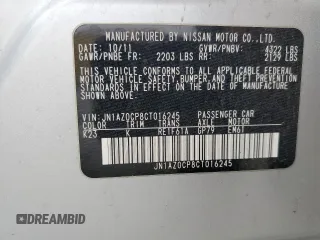 MANUFACTURED BY NISSAN MOTOR CO.,LTD.
DATE: 10/11 GVWR/PNBV: 4322 LBS
GAWR/PNBE FR: 2203 LBS RR: 2129 LBS
THIS VEHICLE CONFORMS TO ALL APPLICABLE FEDERAL
MOTOR VEHICLE SAFETY, BUMPER, AND THEFT PREVENTION
STANDARDS IN EFFECT ON THE DATE OF MANUFACTURE
SHOWN ABOVE.
VIN: JN1AZ0CP8CT016245 PASSENGER CAR
COLOR TRIM TRANS AXLE ENGINE
K23 K RE1F61A GP79 EM61
JN1AZ0CP8CT016245
AUTOBIDMASTER